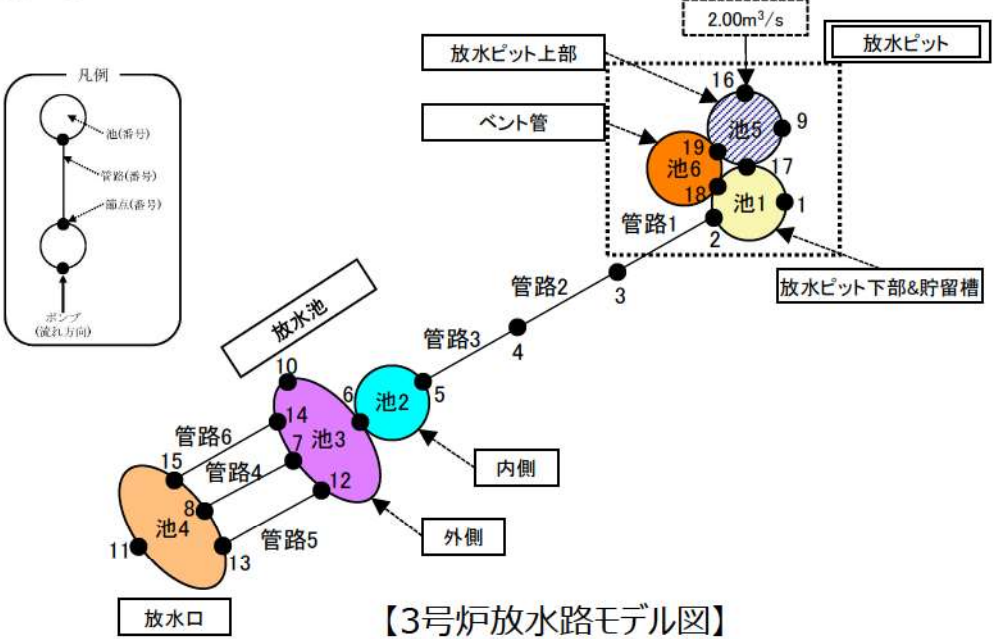 2.00m³/s
放水ピット
放水ピット上部
凡例
池(番号)
管路(番号)
節点(番号)
ポンプ
(流れ方向)
ベント管
16
池5
9
19
17
池6
18
池1
1
2
管路1
放水ピット下部&貯留槽
3
管路2
4
管路3
5
放水池
10
6
池2
14
池3
7
管路6
15
管路4
12
内側
8
池4
管路5
外側
11
13
放水口
【3号炉放水路モデル図】